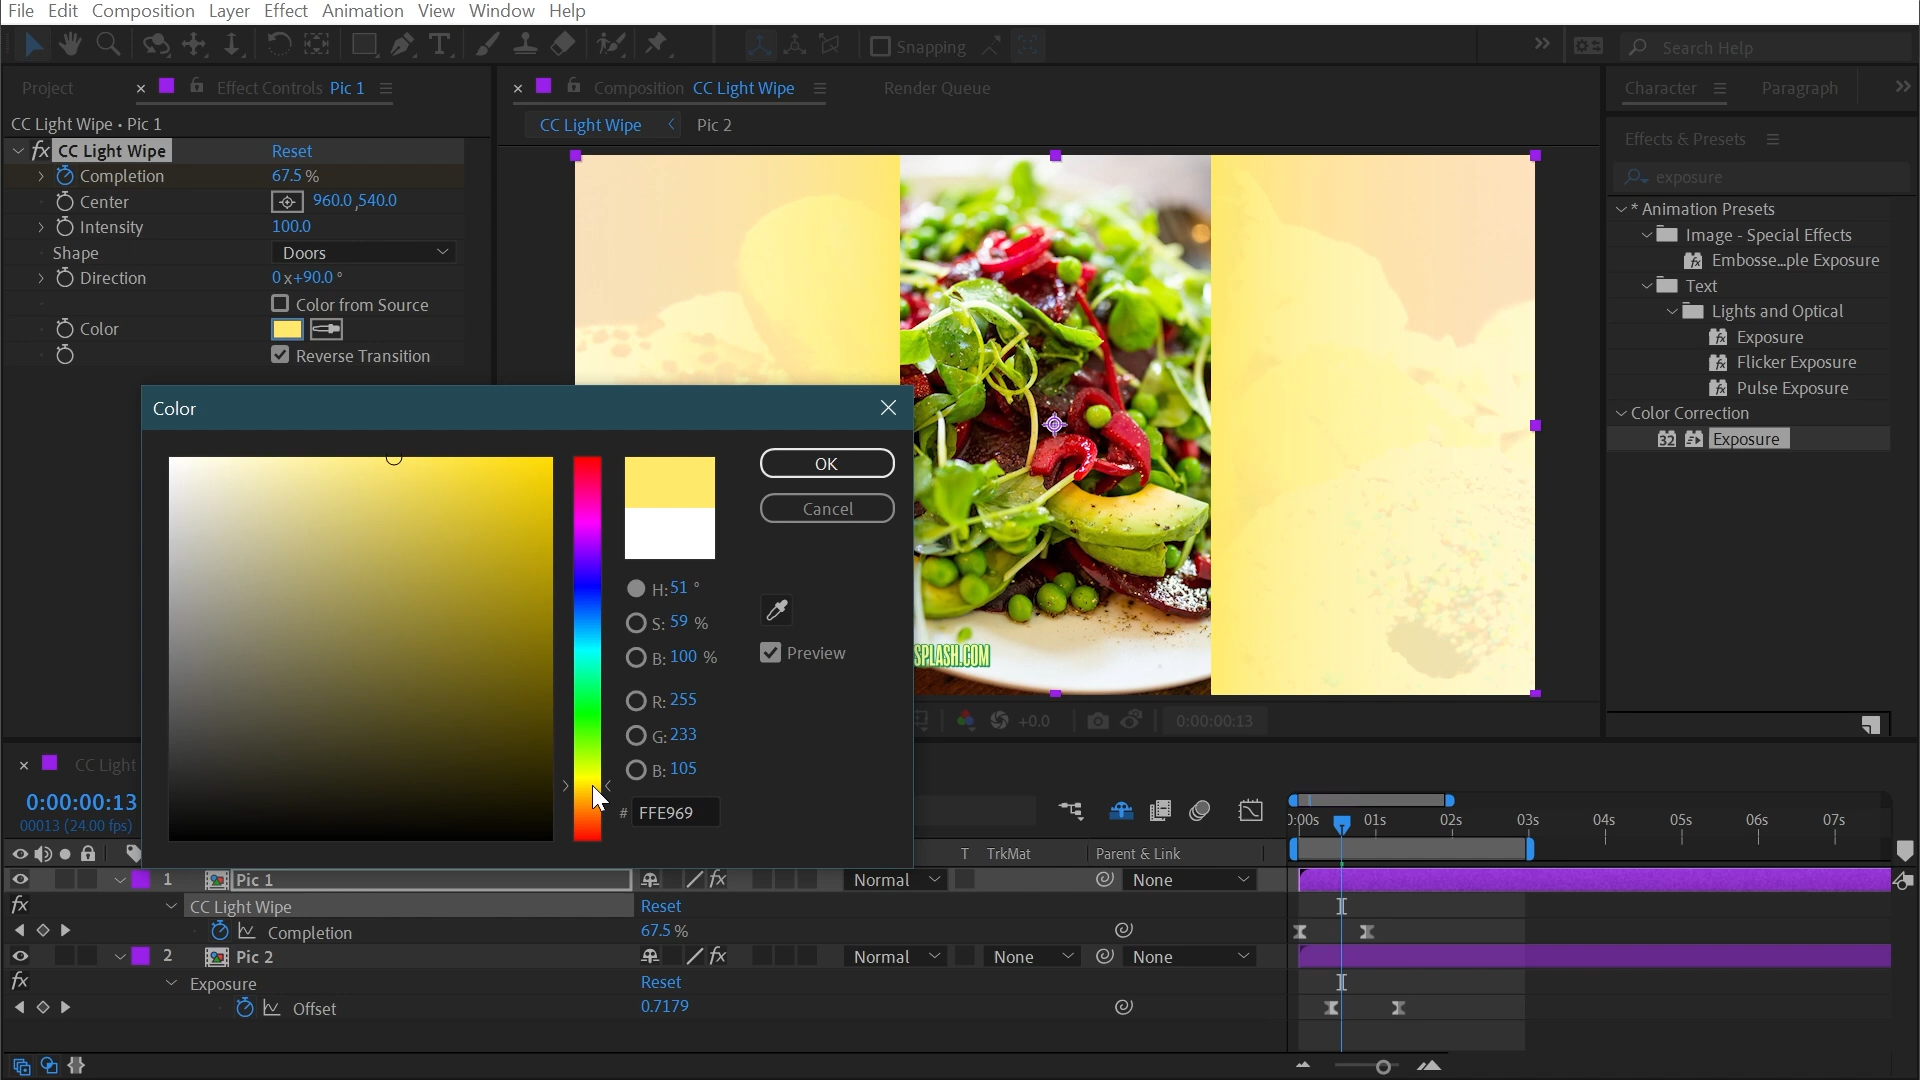 File Edit Composition Layer Effect Animation View Window Help
Snapping
Search Help
Project
Effect Controls Pic 1
Composition CC Light Wipe
Render Queue
Character
Paragraph
CC Light Wipe • Pic 1
CC Light Wipe
Pic 2
Effects & Presets
fx CC Light Wipe Reset
exposure
Completion 67.5 %
Center 960.0,540.0
Intensity 100.0
Shape Doors
Direction 0x+90.0°
Color from Source
Color
Reverse Transition
* Animation Presets
Image - Special Effects
Embosse...ple Exposure
Text
Lights and Optical
Exposure
Flicker Exposure
Pulse Exposure
Color Correction
32 Exposure
Color
OK
Cancel
H: 51 °
S: 59 %
B: 100 %
Preview
R: 255
G: 233
B: 105
# FFE969
SPLASH.COM
+0.0
0:00:00:13
CC Light
0:00:00:13
00013 (24.00 fps)
0:00s 01s 02s 03s 04s 05s 06s 07s
T TrkMat Parent & Link
1 Pic 1 fx Normal None
fx CC Light Wipe Reset
Completion 67.5 %
2 Pic 2 fx Normal None None
fx Exposure Reset
Offset 0.7179